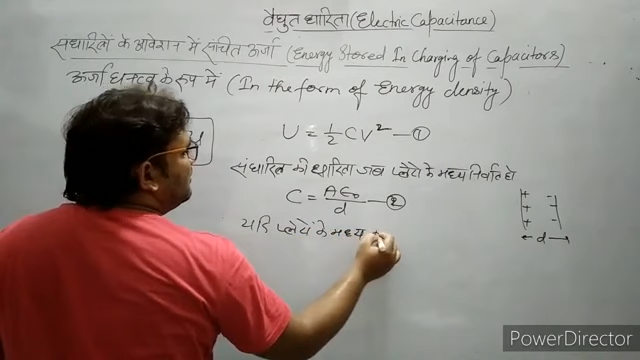 वैधुत धारिता (Electric Capacitance)
संधारित्रों के आवेशन में संचित ऊर्जा (Energy Stored In Charging of Capacitors)
ऊर्जा घनत्व के रूप में (In the form of Energy density)
U = 1/2 CV² — ①
संधारित्र की धारिता जब प्लेटों के मध्य निर्वात हो
C = Aε₀/d — ②
यदि प्लेटों के मध्य
+ -
+ -
+ -
← d →
PowerDirector